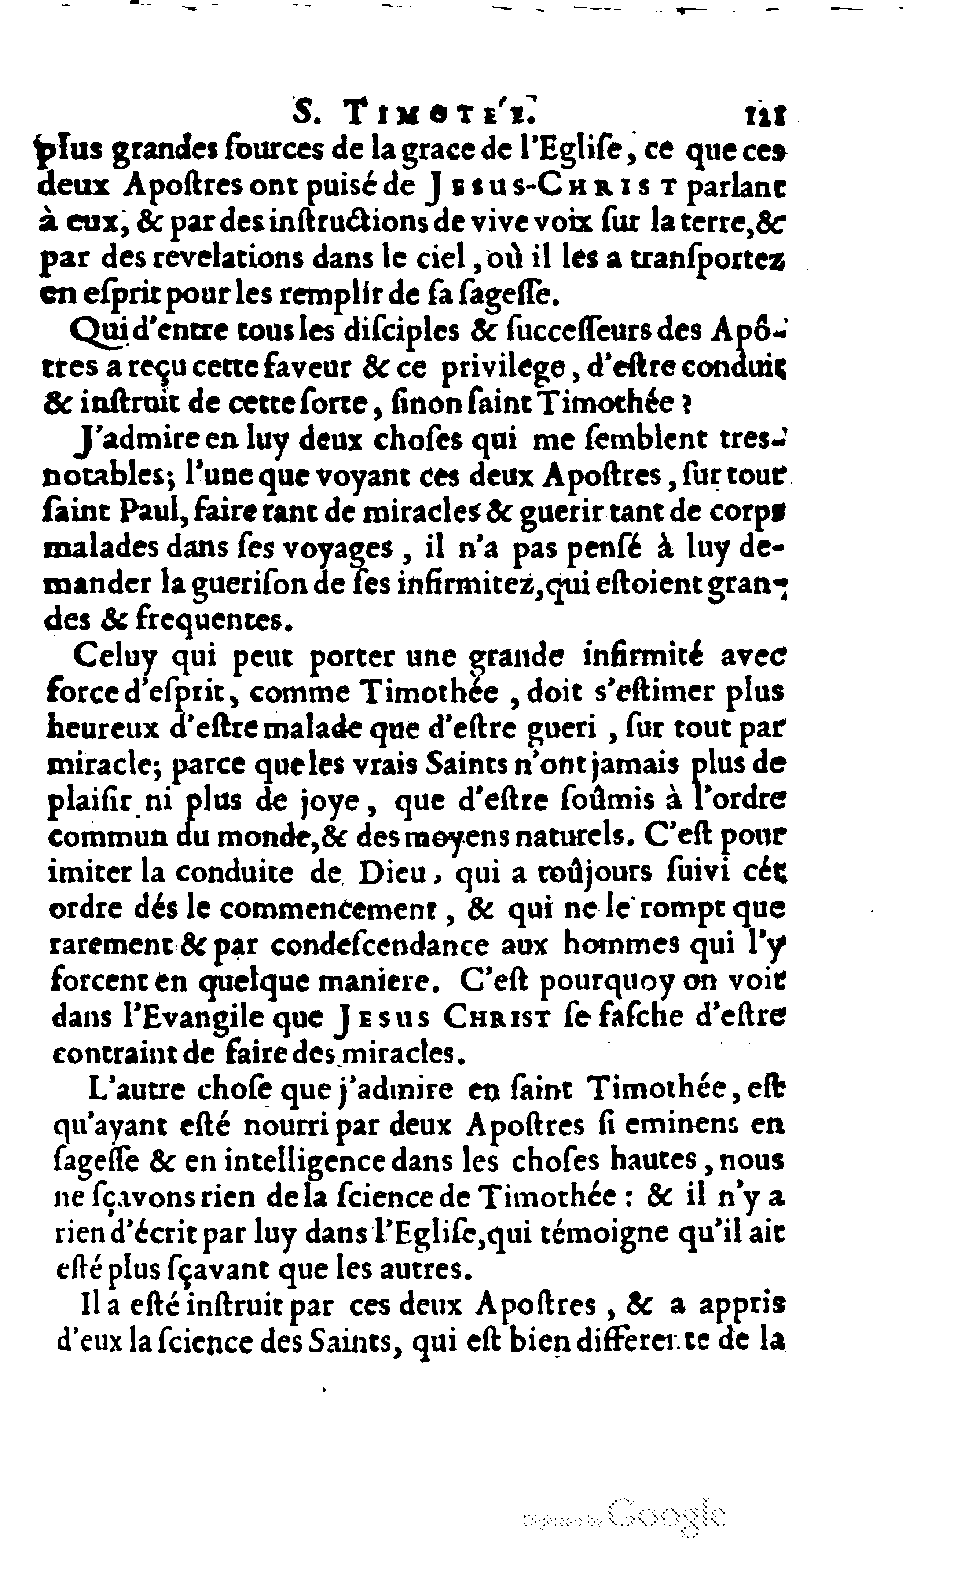 S. TIMOTÉE. 111
plus grandes ſources de la grace de l'Egliſe, ce que ces
deux Apoſtres ont puisé de JESUS-CHRIST parlant
à eux, & par des inſtructions de vive voix ſur la terre, &
par des revelations dans le ciel, où il les a tranſportez
en eſprit pour les remplir de ſa ſageſſe.
Qui d'entre tous les diſciples & ſucceſſeurs des Apô-
tres a reçu cette faveur & ce privilege, d'eſtre conduit
& inſtruit de cette ſorte, ſinon ſaint Timothée ?
J'admire en luy deux choſes qui me ſemblent tres-
notables; l'une que voyant ces deux Apoſtres, ſur tout
ſaint Paul, faire tant de miracles & guerir tant de corps
malades dans ſes voyages, il n'a pas penſé à luy de-
mander la gueriſon de ſes infirmitez, qui eſtoient gran-
des & frequentes.
Celuy qui peut porter une grande infirmité avec
force d'eſprit, comme Timothée, doit s'eſtimer plus
heureux d'eſtre malade que d'eſtre gueri, ſur tout par
miracle; parce que les vrais Saints n'ont jamais plus de
plaiſir ni plus de joye, que d'eſtre ſoûmis à l'ordre
commun du monde, & des moyens naturels. C'eſt pour
imiter la conduite de Dieu, qui a toûjours ſuivi cét
ordre dés le commencement, & qui ne le rompt que
rarement & par condeſcendance aux hommes qui l'y
forcent en quelque maniere. C'eſt pourquoy on voit
dans l'Evangile que JESUS CHRIST ſe faſche d'eſtre
contraint de faire des miracles.
L'autre choſe que j'admire en ſaint Timothée, eſt
qu'ayant eſté nourri par deux Apoſtres ſi eminens en
ſageſſe & en intelligence dans les choſes hautes, nous
ne ſçavons rien de la ſcience de Timothée : & il n'y a
rien d'écrit par luy dans l'Egliſe, qui témoigne qu'il ait
eſté plus ſçavant que les autres.
Il a eſté inſtruit par ces deux Apoſtres, & a appris
d'eux la ſcience des Saints, qui eſt bien differente de la
Digitized by Google